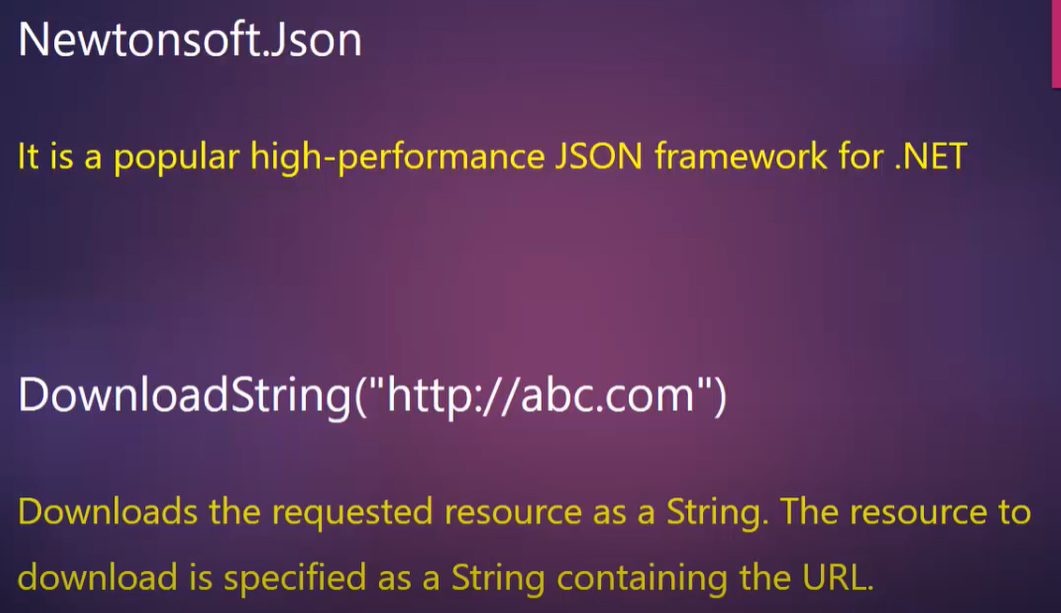 Newtonsoft.Json
It is a popular high-performance JSON framework for .NET
DownloadString("http://abc.com")
Downloads the requested resource as a String. The resource to
download is specified as a String containing the URL.